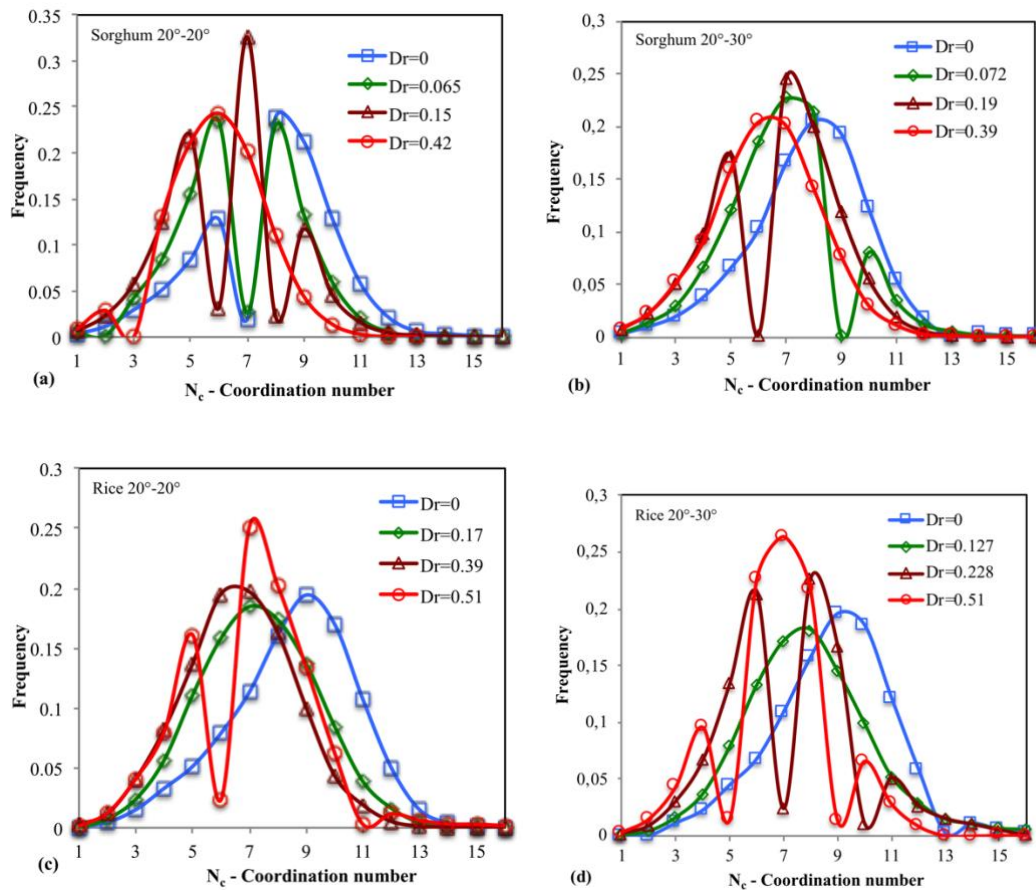 Sorghum 20°-20°
Dr=0
Dr=0.065
Dr=0.15
Dr=0.42
0.35
0.3
0.25
0.2
0.15
0.1
0.05
0
Frequency
1 3 5 7 9 11 13 15
(a)
Nc - Coordination number
Sorghum 20°-30°
Dr=0
Dr=0.072
Dr=0.19
Dr=0.39
0,3
0,25
0,2
0,15
0,1
0,05
0
Frequency
1 3 5 7 9 11 13 15
(b)
Nc - Coordination number
Rice 20°-20°
Dr=0
Dr=0.17
Dr=0.39
Dr=0.51
0.3
0.25
0.2
0.15
0.1
0.05
0
Frequency
1 3 5 7 9 11 13 15
(c)
Nc - Coordination number
Rice 20°-30°
Dr=0
Dr=0.127
Dr=0.228
Dr=0.51
0,3
0,25
0,2
0,15
0,1
0,05
0
Frequency
1 3 5 7 9 11 13 15
(d)
Nc - Coordination number